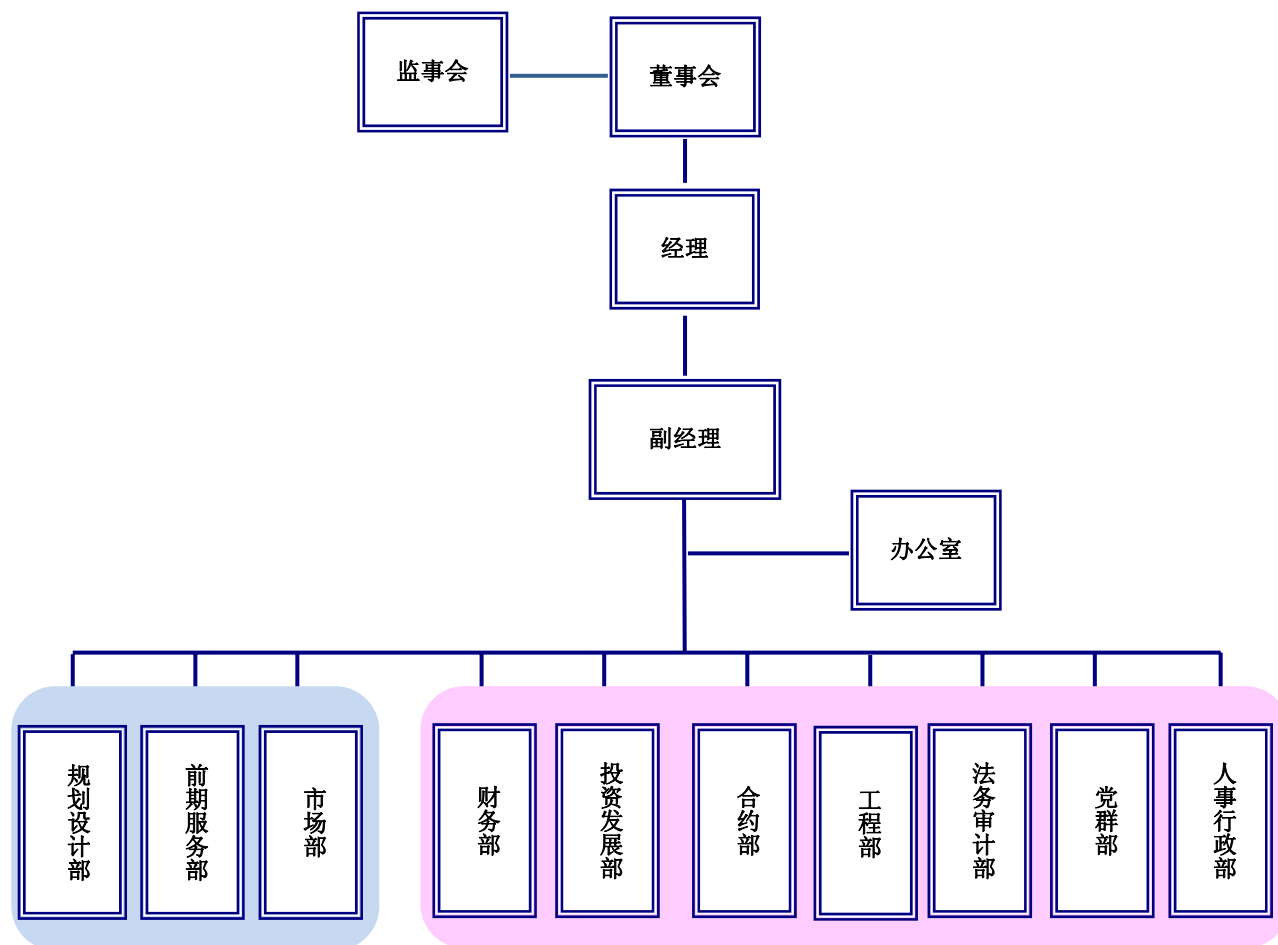 监事会
董事会
经理
副经理
办公室
规划设计部
前期服务部
市场部
财务部
投资发展部
合约部
工程部
法务审计部
党群部
人事行政部